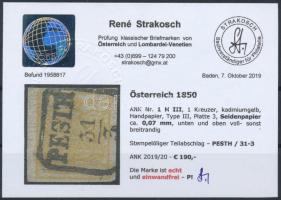 René Strakosch
Prüfung klassischer Briefmarken von
Österreich und Lombardei-Venetien
+43 (0)699 – 124 79 200
strakosch@gmx.at
STRAKOSCH
Befund 1958817
Baden, 7. Oktober 2019
Österreich 1850
ANK Nr. 1 H III, 1 Kreuzer, kadmiumgelb,
Handpapier, Type III, Platte 3, Seidenpapier
ca. 0,07 mm, unten und oben voll- sonst
breitrandig
Stempelöliger Teilabschlag - PESTH / 31-3
ANK 2019/20 - € 190,-
Die Marke ist echt
und einwandfrei - P!
PESTH
31